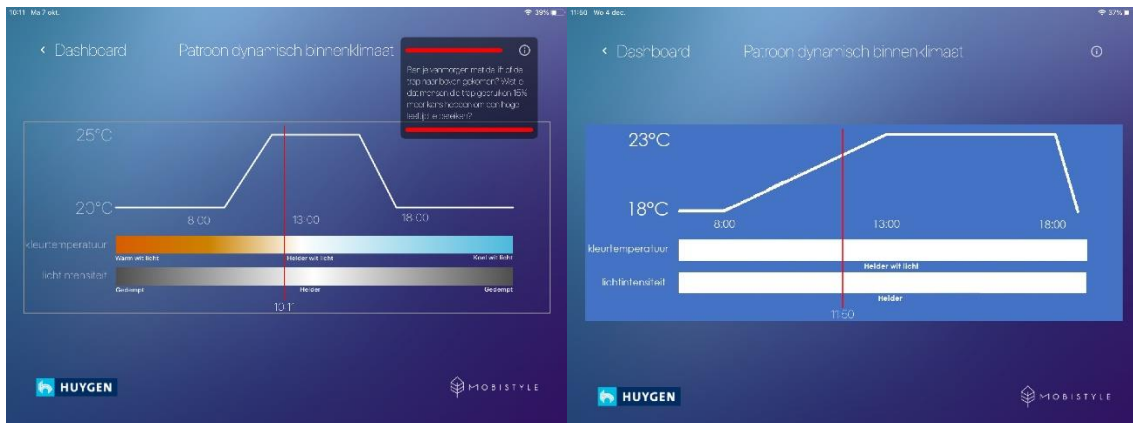 10:11 Ma 7 okt.
39%
< Dashboard
Patroon dynamisch binnenklimaat
Ben je vanmorgen met de lift of de
trap naar boven gekomen? Wist je
dat mensen die trap gebruiken 15%
meer kans hebben om een hoge
leeftijd te bereiken?
25°C
20°C
8:00
13:00
18:00
kleurtemperatuur
Warm wit licht
Helder wit licht
Koel wit licht
lichtintensiteit
Gedempt
Helder
Gedempt
10:11
HUYGEN
MOBISTYLE
11:50 Wo 4 dec.
37%
< Dashboard
Patroon dynamisch binnenklimaat
23°C
18°C
8:00
13:00
18:00
kleurtemperatuur
Helder wit licht
lichtintensiteit
Helder
11:50
HUYGEN
MOBISTYLE